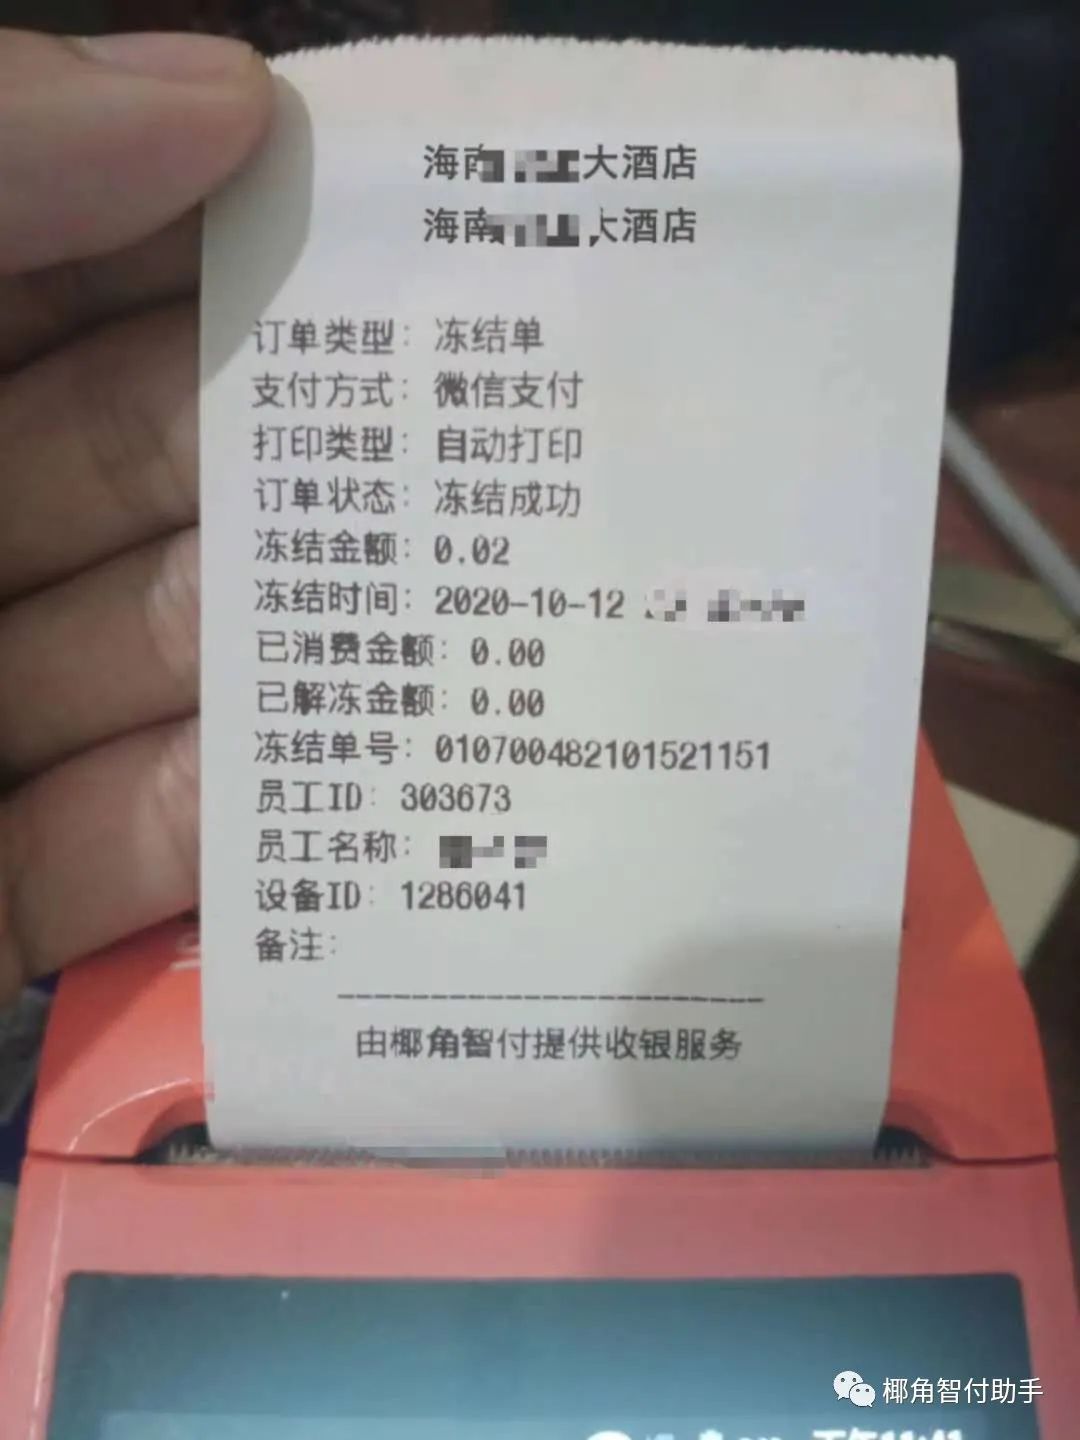 海南 大酒店
海南 大酒店
订单类型：冻结单
支付方式：微信支付
打印类型：自动打印
订单状态：冻结成功
冻结金额：0.02
冻结时间：2020-10-12
已消费金额：0.00
已解冻金额：0.00
冻结单号：010700482101521151
员工ID：303673
员工名称：
设备ID：1286041
备注：
由椰角智付提供收银服务
椰角智付助手